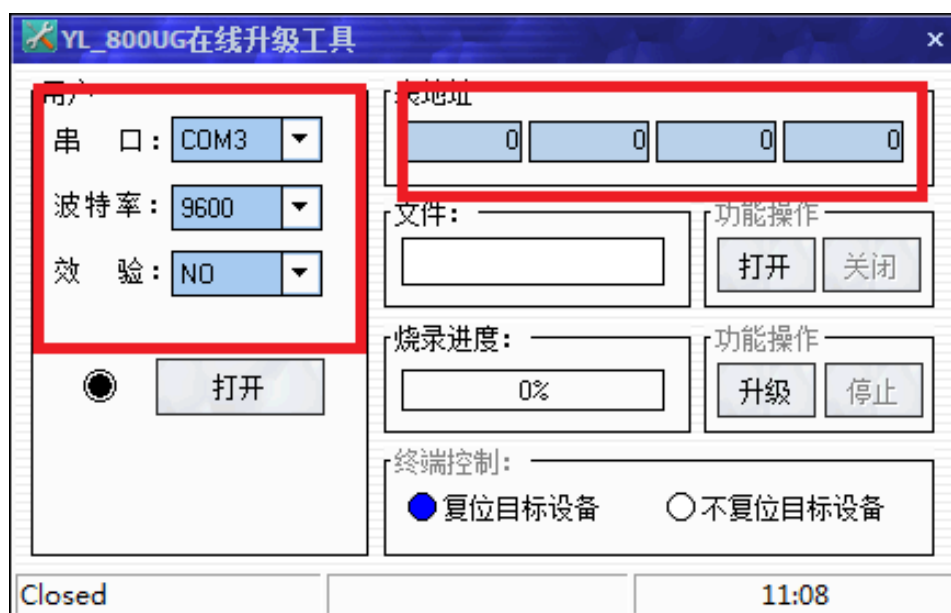 YL_800UG在线升级工具
用户
串 口: COM3
波特率: 9600
效 验: NO
打开
表地址
0 0 0 0
文件:
功能操作
打开 关闭
烧录进度:
0%
功能操作
升级 停止
终端控制:
复位目标设备 不复位目标设备
Closed 11:08